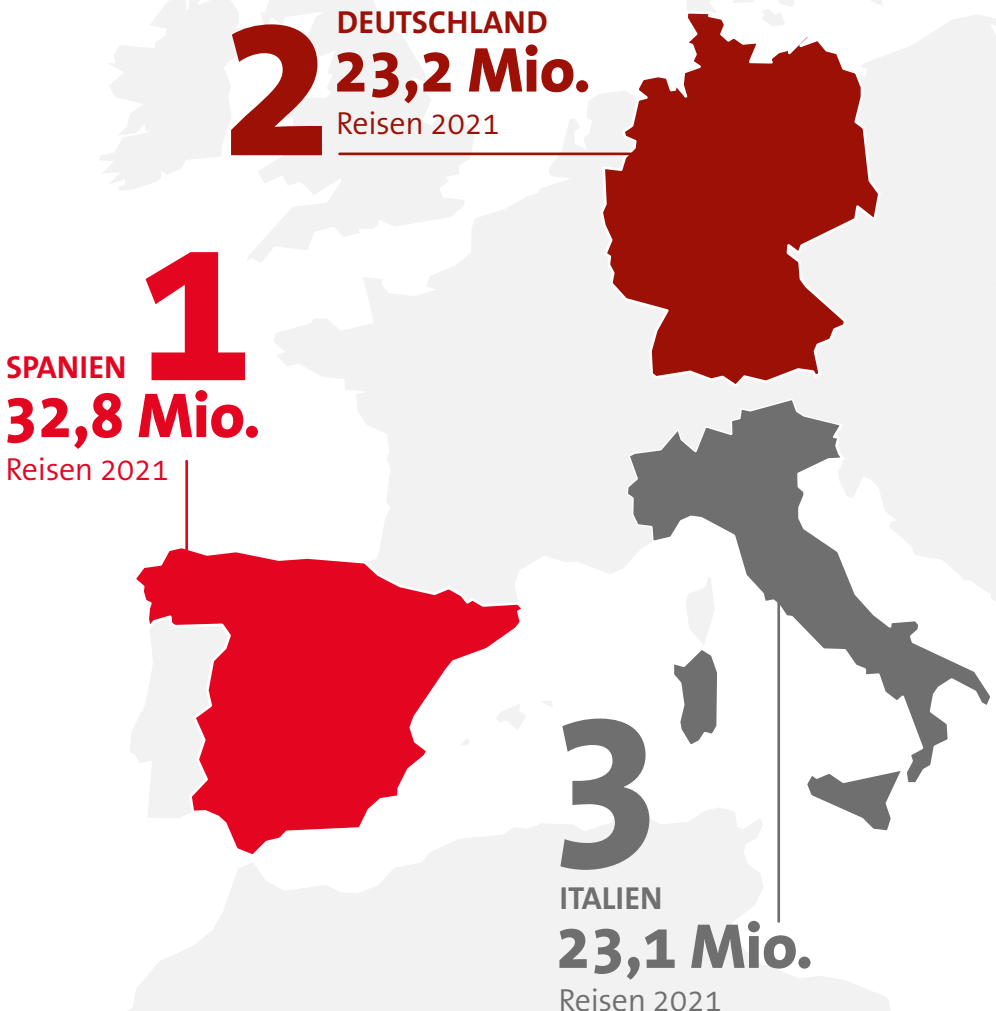 2
DEUTSCHLAND
23,2 Mio.
Reisen 2021
1
SPANIEN
32,8 Mio.
Reisen 2021
3
ITALIEN
23,1 Mio.
Reisen 2021